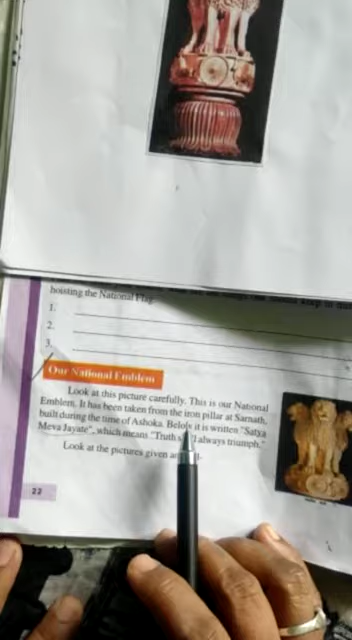 hoisting the National Flag.
1.
2.
3.
Our National Emblem
Look at this picture carefully. This is our National
Emblem. It has been taken from the iron pillar at Sarnath,
built during the time of Ashoka. Below it is written "Satya
Meva Jayate", which means "Truth always triumph."
Look at the pictures given
22